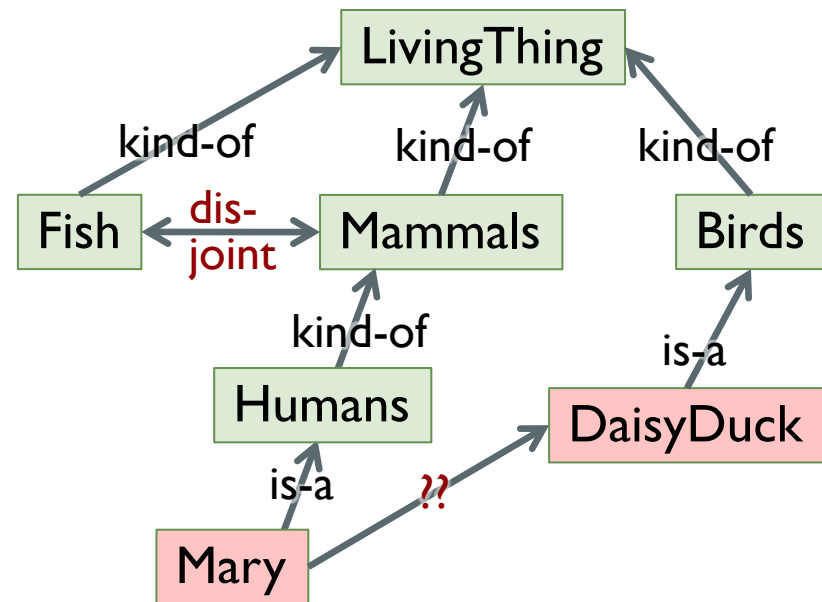 LivingThing
kind-of
kind-of
kind-of
Fish
dis-
joint
Mammals
Birds
kind-of
is-a
Humans
DaisyDuck
is-a
??
Mary